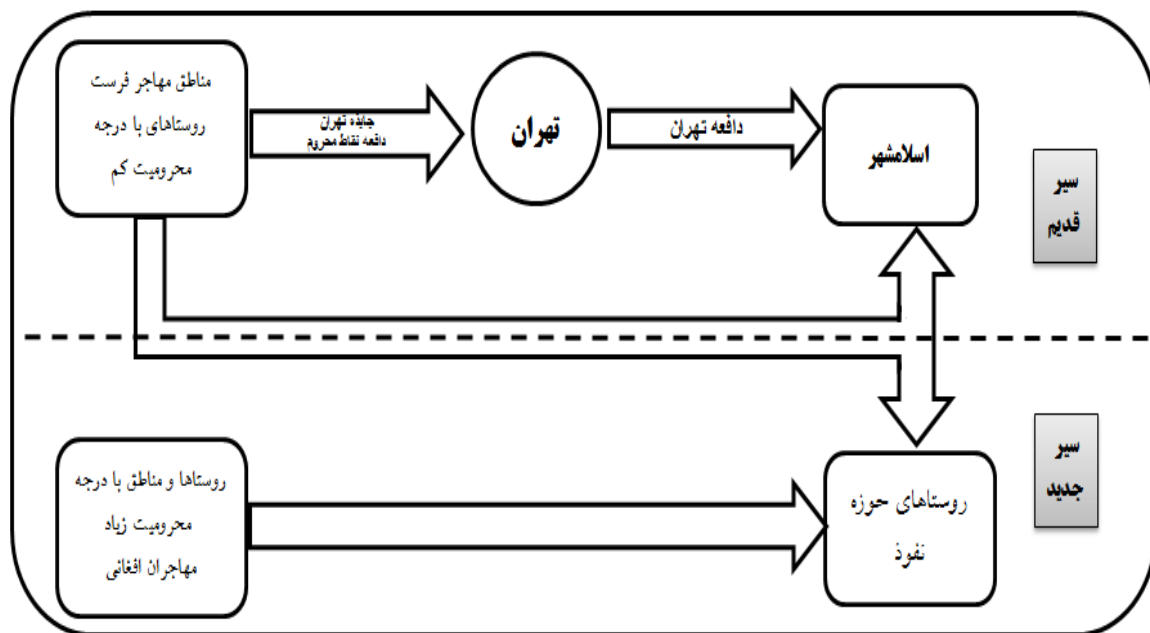 مناطق مهاجر فرست
روستاهای با درجه
محرومیت کم
جاذبه تهران
دافعه نقاط محروم
تهران
دافعه تهران
اسلامشهر
سیر
قدیم
روستاها و مناطق با درجه
محرومیت زیاد
مهاجران افغانی
روستاهای حوزه
نفوذ
سیر
جدید